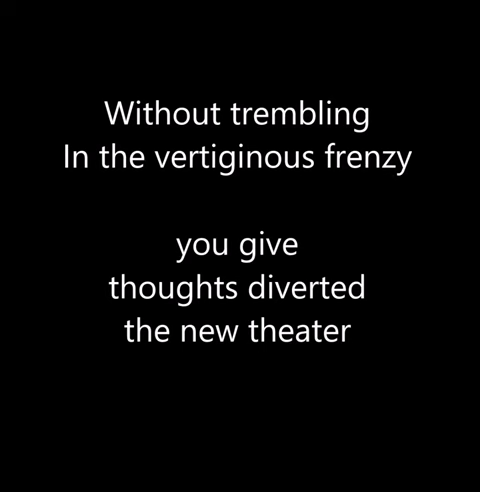 Without trembling
In the vertiginous frenzy
you give
thoughts diverted
the new theater